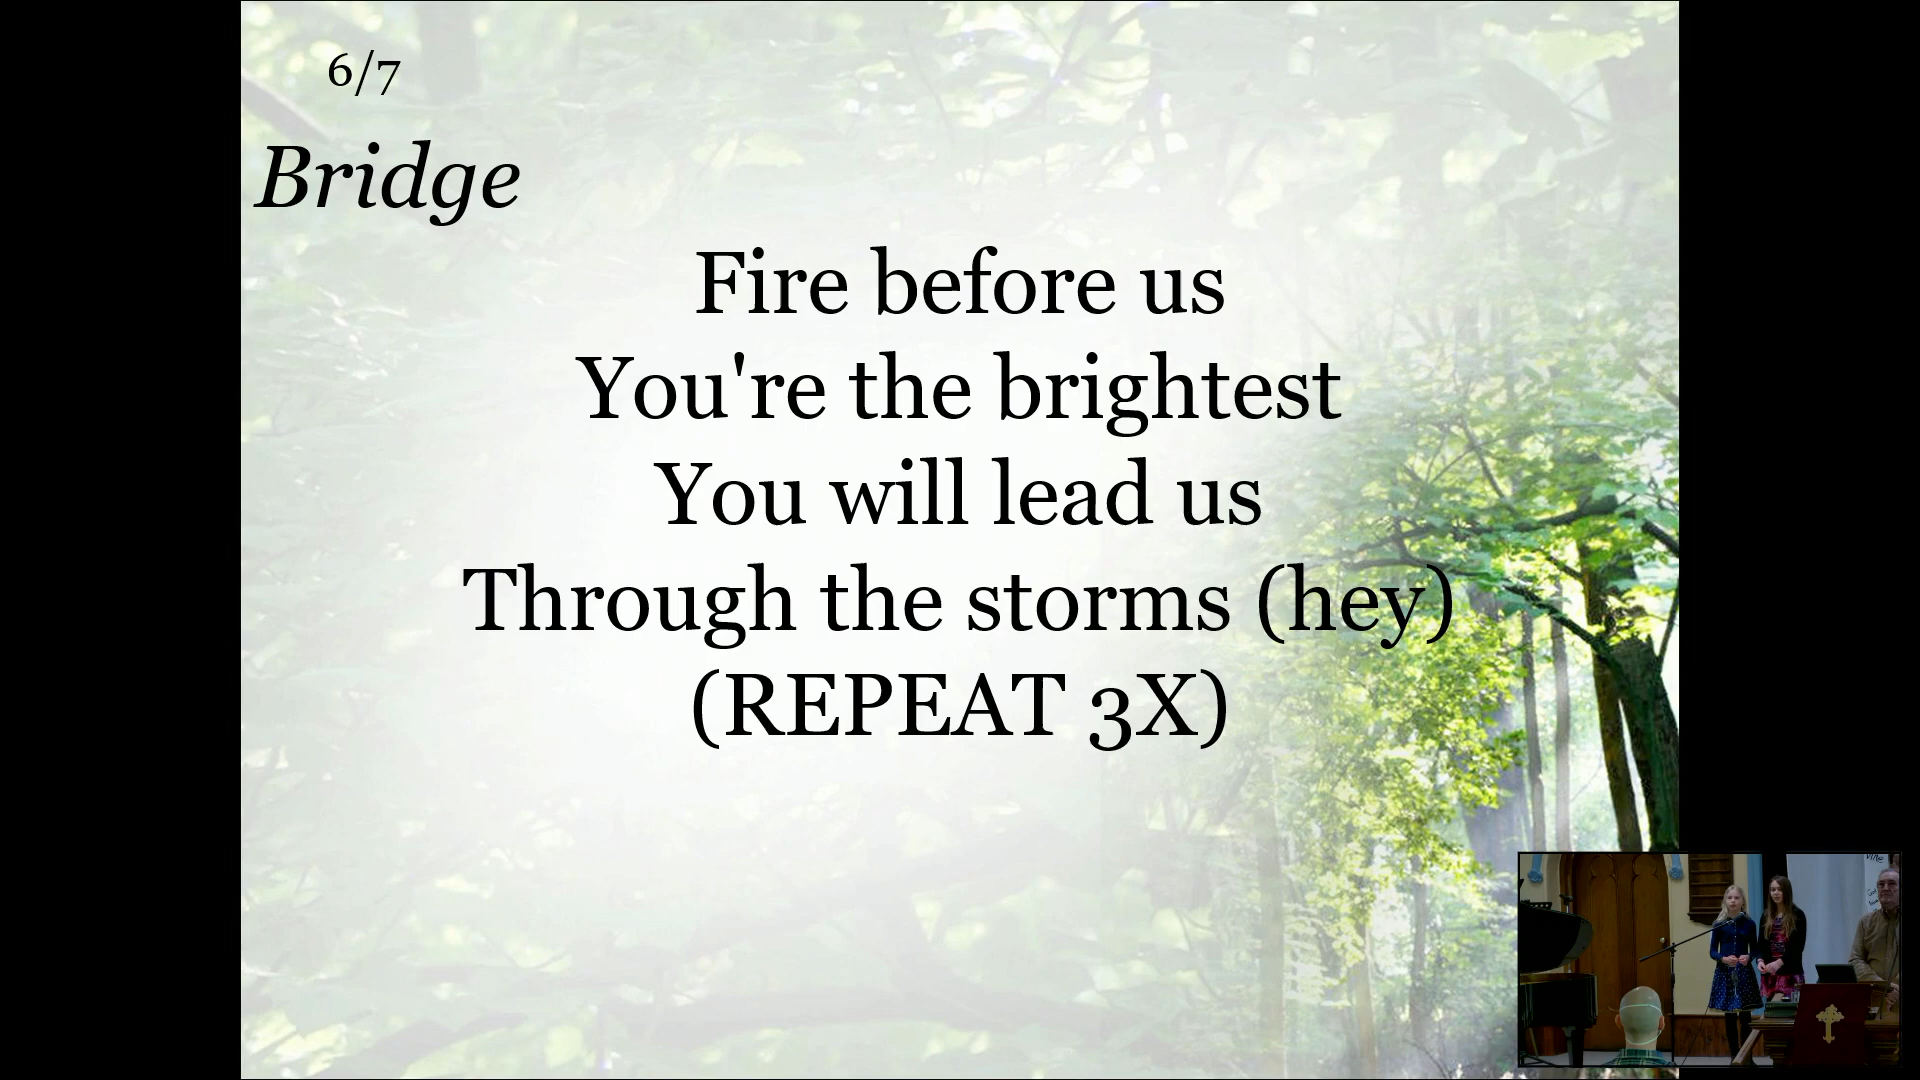 6/7
Bridge
Fire before us
You're the brightest
You will lead us
Through the storms (hey)
(REPEAT 3X)